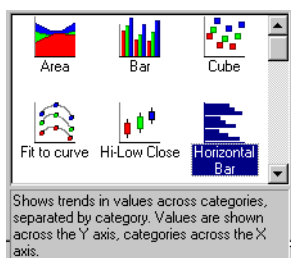 Area Bar Cube
Fit to curve Hi-Low Close Horizontal
Bar
Shows trends in values across categories,
separated by category. Values are shown
across the Y axis, categories across the X
axis.